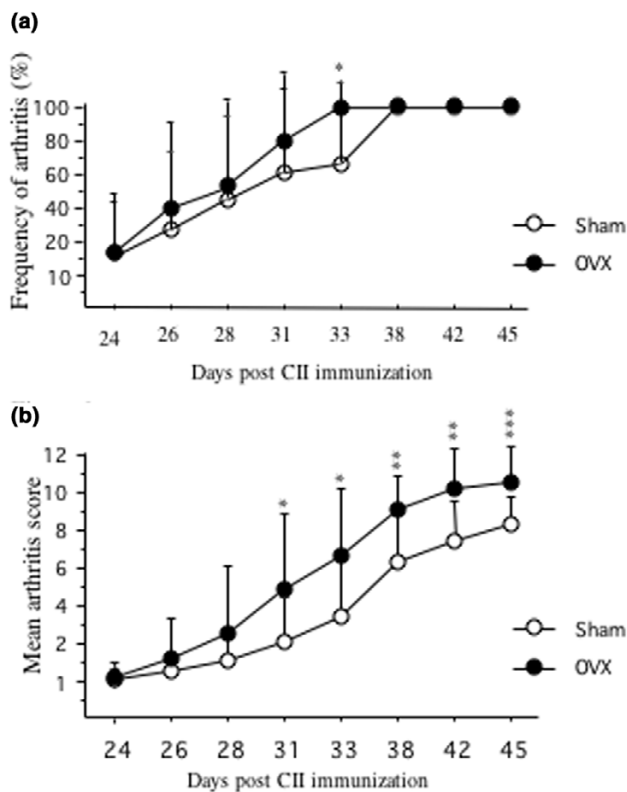 (a)
Frequency of arthritis (%)
*
100
80
60
40
20
10
Sham
OVX
24 26 28 31 33 38 42 45
Days post CII immunization
(b)
Mean arthritis score
* * ** ** ***
12
10
8
6
4
2
1
Sham
OVX
24 26 28 31 33 38 42 45
Days post CII immunization